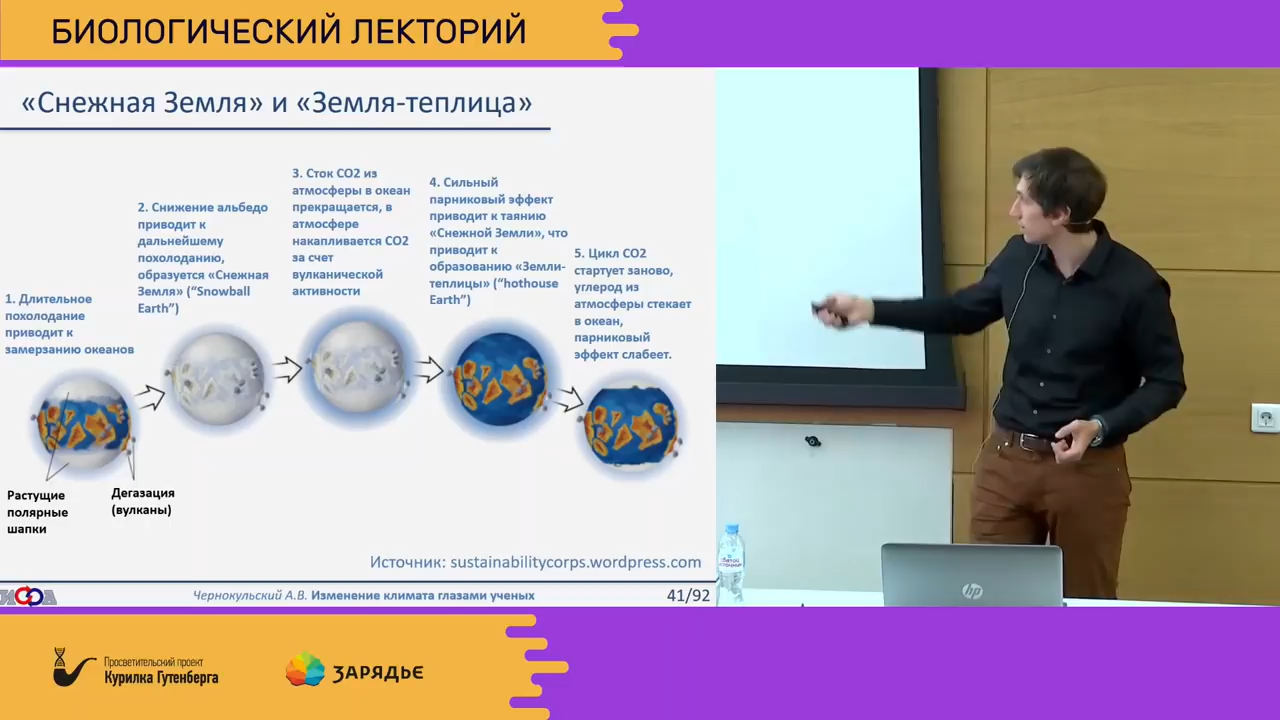 БИОЛОГИЧЕСКИЙ ЛЕКТОРИЙ
«Снежная Земля» и «Земля-теплица»
1. Длительное
похолодание
приводит к
замерзанию океанов
2. Снижение альбедо
приводит к
дальнейшему
похолоданию,
образуется «Снежная
Земля» (“Snowball
Earth”)
3. Сток CO2 из
атмосферы в океан
прекращается, в
атмосфере
накапливается CO2
за счет
вулканической
активности
4. Сильный
парниковый эффект
приводит к таянию
«Снежной Земли», что
приводит к
образованию «Земли-
теплицы» (“hothouse
Earth”)
5. Цикл CO2
стартует заново,
углерод из
атмосферы стекает
в океан,
парниковый
эффект слабеет.
Растущие
полярные
шапки
Дегазация
(вулканы)
Источник: sustainabilitycorps.wordpress.com
ИФА
Чернокульский А.В. Изменение климата глазами ученых
41/92
hp
Просветительский проект
Курилка Гутенберга
ЗАРЯДЬЕ